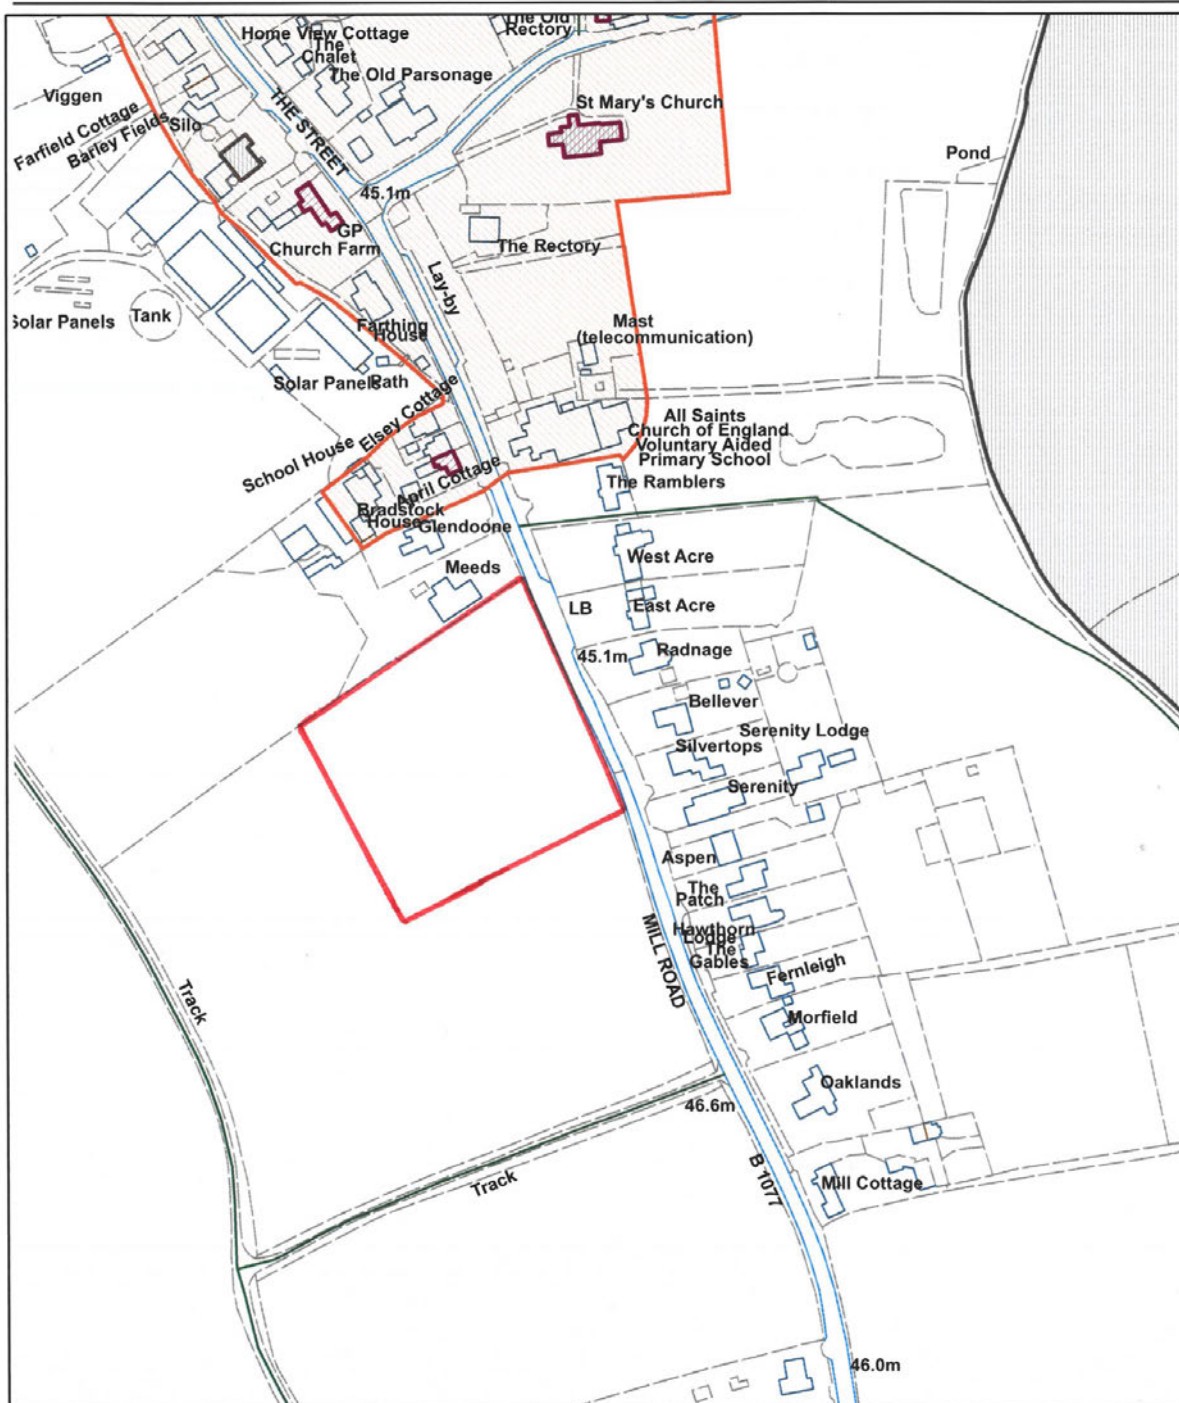 The Old
Rectory
Home View Cottage
The
Chalet
The Old Parsonage
Viggen
Farfield Cottage
Barley Fields
Silo
THE STREET
St Mary's Church
Pond
45.1m
GP
Church Farm
The Rectory
Lay-by
Solar Panels
Tank
Farthing
House
Mast
(telecommunication)
Solar Panels
Path
Elsey Cottage
School House
All Saints
Church of England
Voluntary Aided
Primary School
April Cottage
The Ramblers
Bradstock
House
Glendoone
Meeds
West Acre
LB
East Acre
45.1m
Radnage
Bellever
Silvertops
Serenity Lodge
Serenity
Aspen
The
Patch
Hawthorn
Lodge
The
Gables
MILL ROAD
Fernleigh
Track
Morfield
Oaklands
46.6m
Track
B 1077
Mill Cottage
46.0m